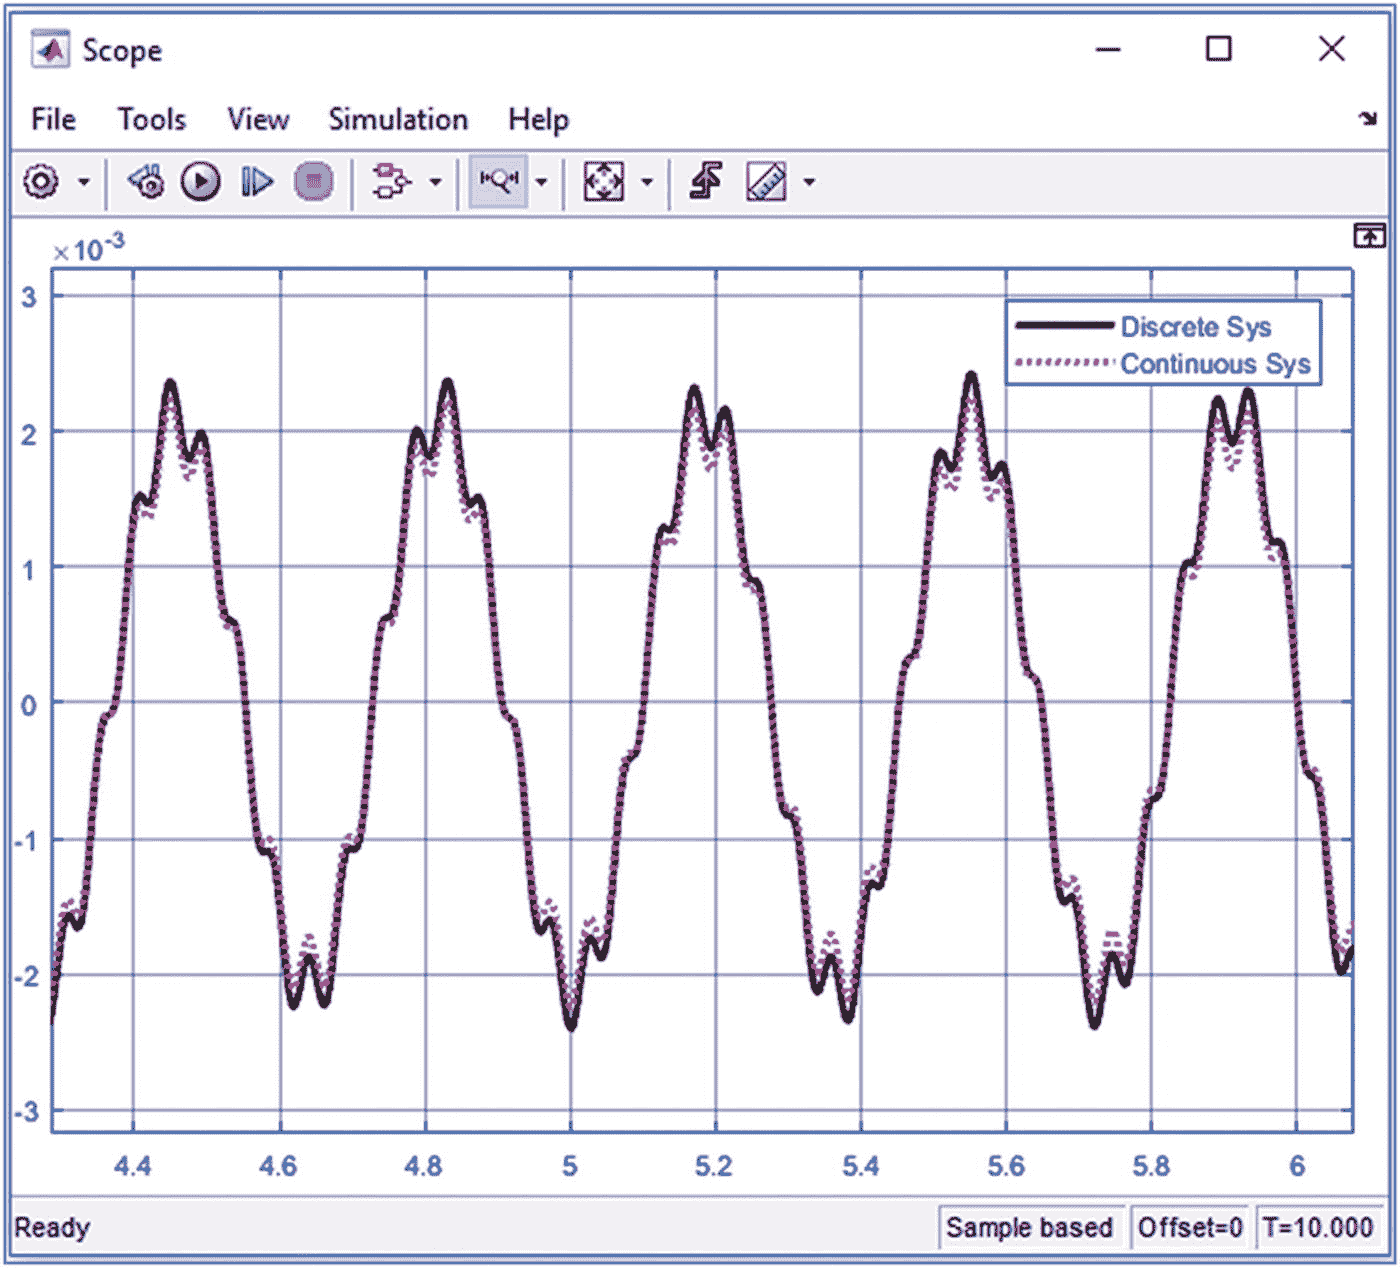 Scope
File Tools View Simulation Help
×10-3
3
Discrete Sys
Continuous Sys
2
1
0
-1
-2
-3
4.4 4.6 4.8 5 5.2 5.4 5.6 5.8 6
Ready Sample based Offset=0 T=10.000